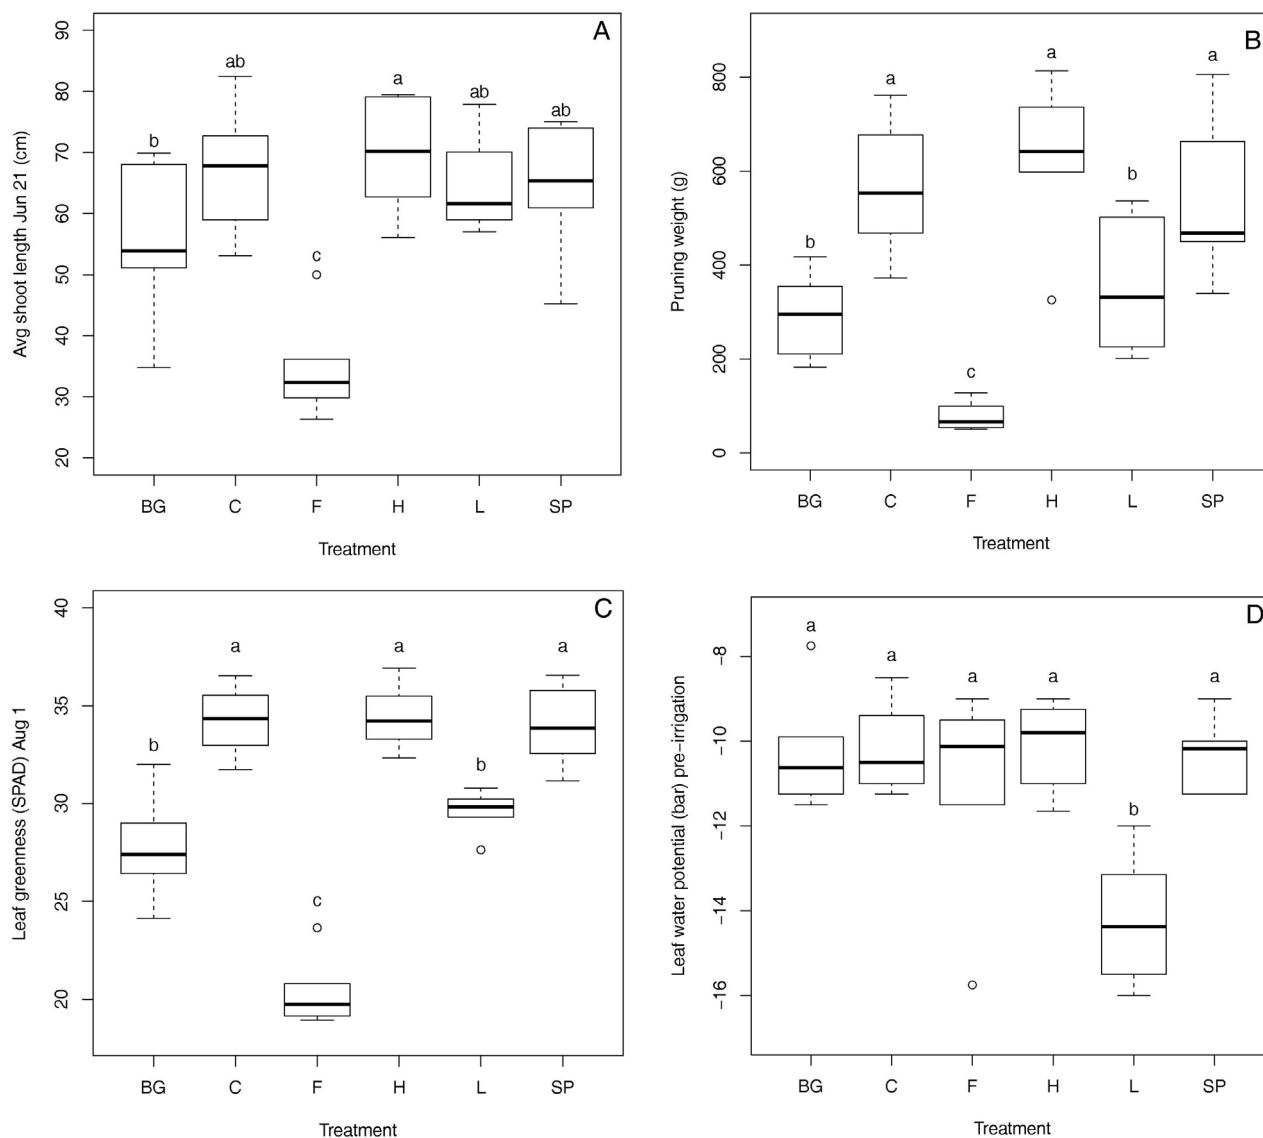 A
Avg shoot length Jun 21 (cm)
90
80
70
60
50
40
30
20
b
ab
c
a
ab
ab
BG C F H L SP
Treatment
B
Pruning weight (g)
800
600
400
200
0
b
a
c
a
b
a
BG C F H L SP
Treatment
C
Leaf greenness (SPAD) Aug 1
40
35
30
25
20
b
a
c
a
b
a
BG C F H L SP
Treatment
D
Leaf water potential (bar) pre−irrigation
−8
−10
−12
−14
−16
a
a
a
a
b
a
BG C F H L SP
Treatment